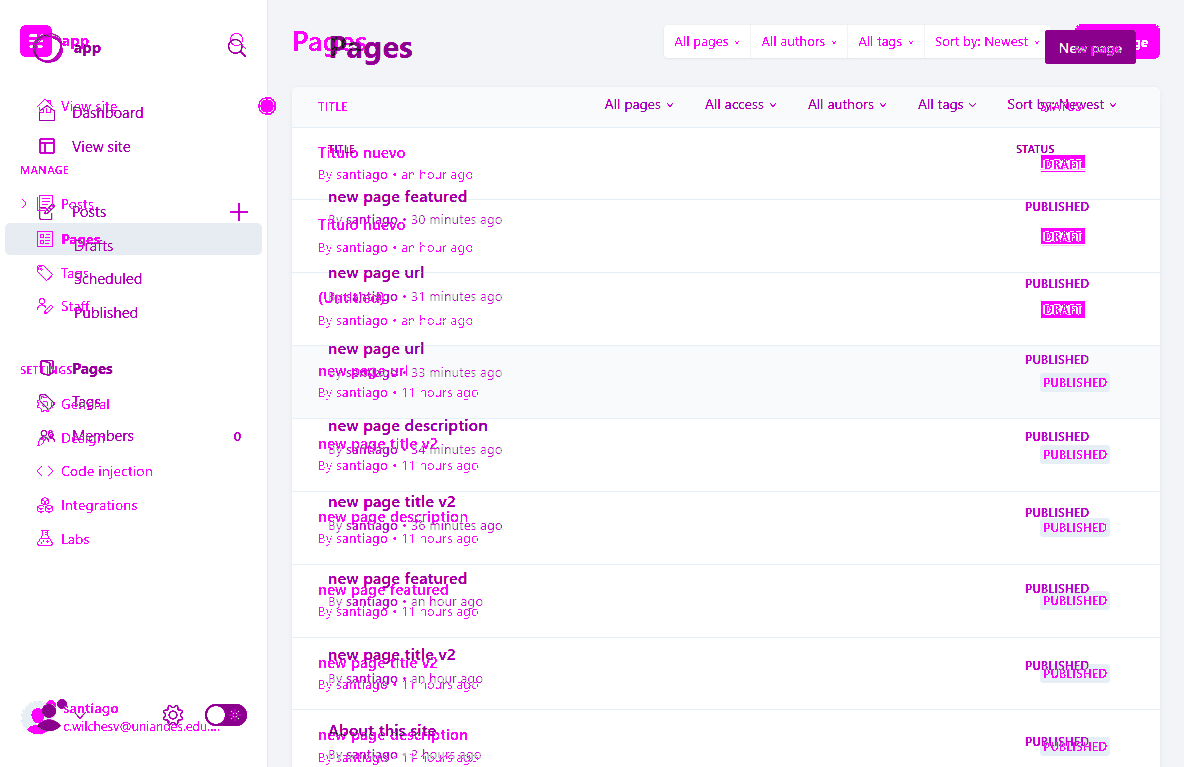 app
app
View site
Dashboard
View site
MANAGE
Posts
Posts
Pages
Drafts
Tags
Scheduled
Staff
Published
SETTINGS
Pages
General
Tags
Design
Members 0
Code injection
Integrations
Labs
santiago
c.wilchesv@uniandes.edu....
Pages
Pages
All pages All authors All tags Sort by: Newest
New page
TITLE STATUS
All pages All access All authors All tags Sort by: Newest
TITLE STATUS
Titulo nuevo
By santiago • an hour ago
DRAFT
new page featured
By santiago • 30 minutes ago
PUBLISHED
Titulo nuevo
By santiago • an hour ago
DRAFT
new page url
By santiago • 31 minutes ago
PUBLISHED
(Untitled)
By santiago • an hour ago
DRAFT
new page url
By santiago • 33 minutes ago
PUBLISHED
new page url
By santiago • 11 hours ago
PUBLISHED
new page description
By santiago • 34 minutes ago
PUBLISHED
new page title v2
By santiago • 11 hours ago
PUBLISHED
new page title v2
By santiago • 36 minutes ago
PUBLISHED
new page description
By santiago • 11 hours ago
PUBLISHED
new page featured
By santiago • an hour ago
PUBLISHED
new page featured
By santiago • 11 hours ago
PUBLISHED
new page title v2
By santiago • an hour ago
PUBLISHED
new page title v2
By santiago • 11 hours ago
PUBLISHED
About this site
By santiago • 2 hours ago
PUBLISHED
new page description
By santiago • 11 hours ago
PUBLISHED